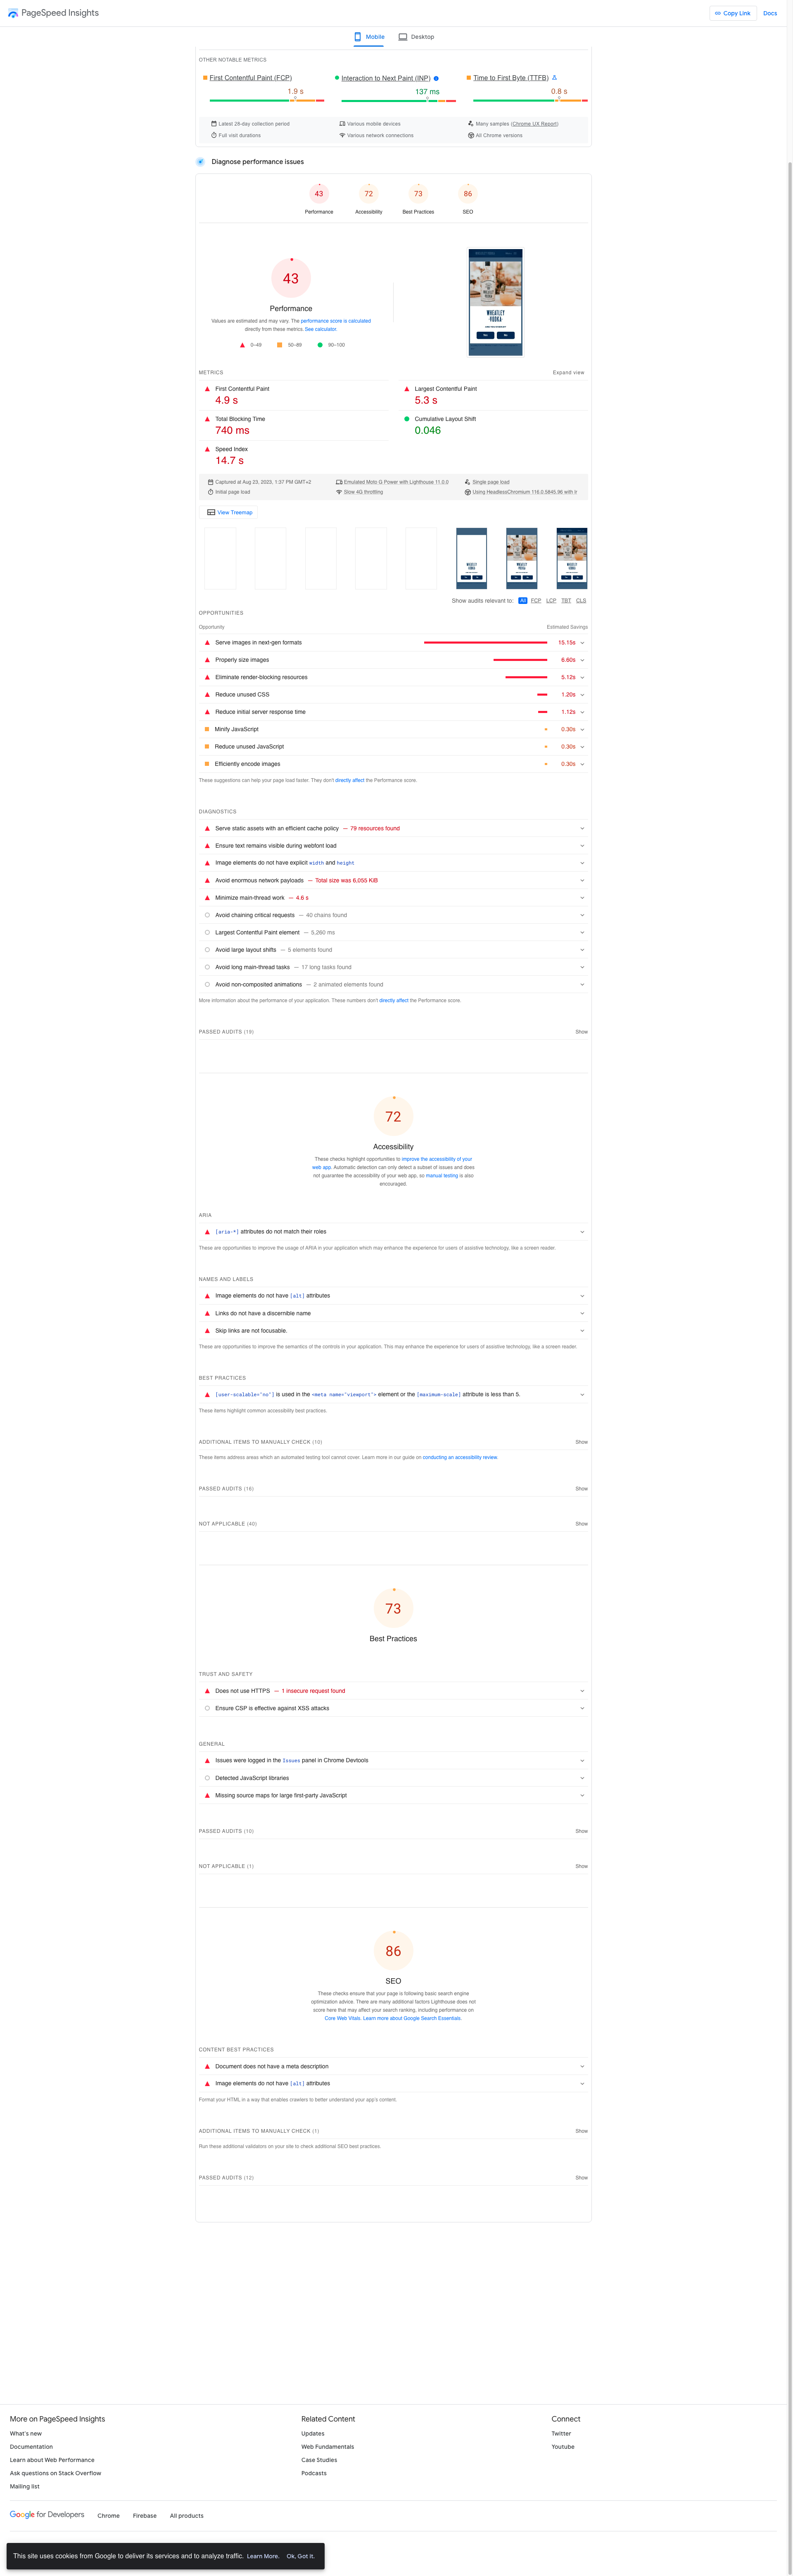 PageSpeed Insights
Copy Link
Docs
Mobile
Desktop
OTHER NOTABLE METRICS
First Contentful Paint (FCP)
1.9 s
Interaction to Next Paint (INP)
137 ms
Time to First Byte (TTFB)
0.8 s
Latest 28-day collection period
Various mobile devices
Many samples (Chrome UX Report)
Full visit durations
Various network connections
All Chrome versions
Diagnose performance issues
43
72
73
86
Performance
Accessibility
Best Practices
SEO
43
Performance
Values are estimated and may vary. The performance score is calculated
directly from these metrics. See calculator.
0–49
50–89
90–100
WHEATLEY
VODKA
METRICS
Expand view
First Contentful Paint
4.9 s
Largest Contentful Paint
5.3 s
Total Blocking Time
740 ms
Cumulative Layout Shift
0.046
Speed Index
14.7 s
Captured at Aug 23, 2023, 1:37 PM GMT+2
Emulated Moto G Power with Lighthouse 11.0.0
Single page load
Initial page load
Slow 4G throttling
Using HeadlessChromium 116.0.5845.96 with lr
View Treemap
Show audits relevant to: All FCP LCP TBT CLS
OPPORTUNITIES
Opportunity
Estimated Savings
Serve images in next-gen formats
15.15s
Properly size images
6.60s
Eliminate render-blocking resources
5.12s
Reduce unused CSS
1.20s
Reduce initial server response time
1.12s
Minify JavaScript
0.30s
Reduce unused JavaScript
0.30s
Efficiently encode images
0.30s
These suggestions can help your page load faster. They don't directly affect the Performance score.
DIAGNOSTICS
Serve static assets with an efficient cache policy — 79 resources found
Ensure text remains visible during webfont load
Image elements do not have explicit width and height
Avoid enormous network payloads — Total size was 6,055 KiB
Minimize main-thread work — 4.6 s
Avoid chaining critical requests — 40 chains found
Largest Contentful Paint element — 5,260 ms
Avoid large layout shifts — 5 elements found
Avoid long main-thread tasks — 17 long tasks found
Avoid non-composited animations — 2 animated elements found
More information about the performance of your application. These numbers don't directly affect the Performance score.
PASSED AUDITS (19)
Show
72
Accessibility
These checks highlight opportunities to improve the accessibility of your
web app. Automatic detection can only detect a subset of issues and does
not guarantee the accessibility of your web app, so manual testing is also
encouraged.
ARIA
[aria-*] attributes do not match their roles
These are opportunities to improve the usage of ARIA in your application which may enhance the experience for users of assistive technology, like a screen reader.
NAMES AND LABELS
Image elements do not have [alt] attributes
Links do not have a discernible name
Skip links are not focusable.
These are opportunities to improve the semantics of the controls in your application. This may enhance the experience for users of assistive technology, like a screen reader.
BEST PRACTICES
[user-scalable="no"] is used in the <meta name="viewport"> element or the [maximum-scale] attribute is less than 5.
These items highlight common accessibility best practices.
ADDITIONAL ITEMS TO MANUALLY CHECK (10)
Show
These items address areas which an automated testing tool cannot cover. Learn more in our guide on conducting an accessibility review.
PASSED AUDITS (16)
Show
NOT APPLICABLE (40)
Show
73
Best Practices
TRUST AND SAFETY
Does not use HTTPS — 1 insecure request found
Ensure CSP is effective against XSS attacks
GENERAL
Issues were logged in the Issues panel in Chrome Devtools
Detected JavaScript libraries
Missing source maps for large first-party JavaScript
PASSED AUDITS (10)
Show
NOT APPLICABLE (1)
Show
86
SEO
These checks ensure that your page is following basic search engine
optimization advice. There are many additional factors Lighthouse does not
score here that may affect your search ranking, including performance on
Core Web Vitals. Learn more about Google Search Essentials.
CONTENT BEST PRACTICES
Document does not have a meta description
Image elements do not have [alt] attributes
Format your HTML in a way that enables crawlers to better understand your app's content.
ADDITIONAL ITEMS TO MANUALLY CHECK (1)
Show
Run these additional validators on your site to check additional SEO best practices.
PASSED AUDITS (12)
Show
More on PageSpeed Insights
What's new
Documentation
Learn about Web Performance
Ask questions on Stack Overflow
Mailing list
Related Content
Updates
Web Fundamentals
Case Studies
Podcasts
Connect
Twitter
Youtube
Google for Developers
Chrome
Firebase
All products
This site uses cookies from Google to deliver its services and to analyze traffic. Learn More. Ok, Got it.